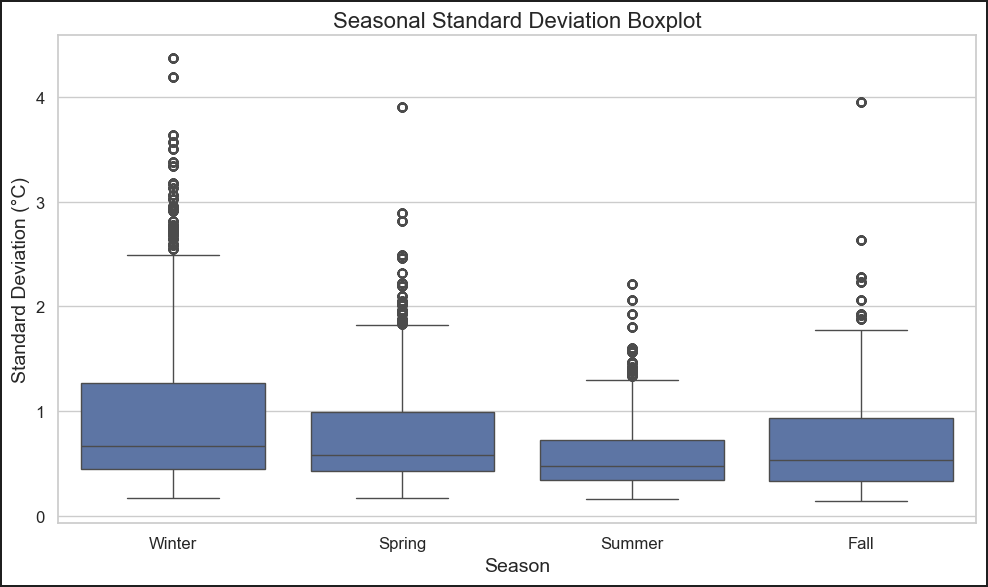 Seasonal Standard Deviation Boxplot
Standard Deviation (°C)
4
3
2
1
0
Winter Spring Summer Fall
Season